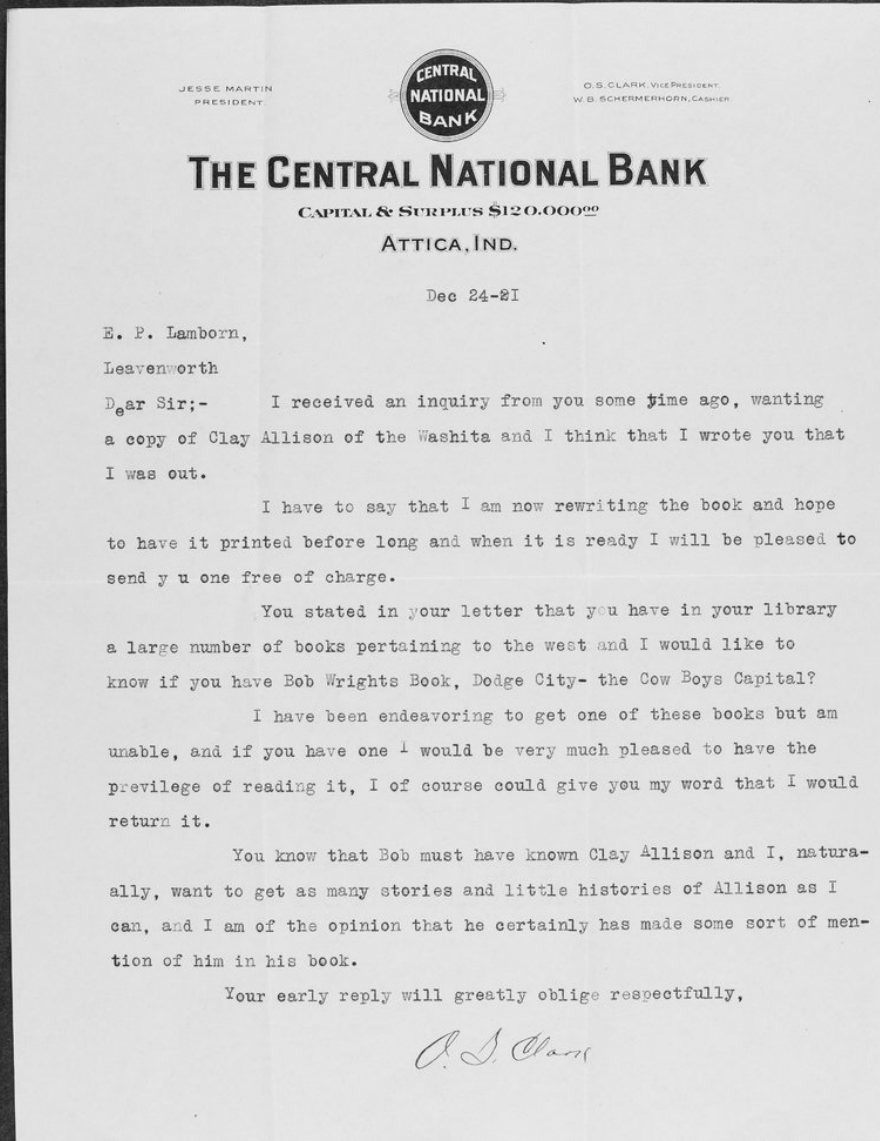 JESSE MARTIN
PRESIDENT.
CENTRAL
NATIONAL
BANK
O.S. CLARK, VICE PRESIDENT.
W. B. SCHERMERHORN, CASHIER.
THE CENTRAL NATIONAL BANK
CAPITAL & SURPLUS $120.000⁰⁰
ATTICA, IND.
Dec 24-21
E. P. Lamborn,
Leavenworth
Dear Sir;- I received an inquiry from you some time ago, wanting
a copy of Clay Allison of the Washita and I think that I wrote you that
I was out.
I have to say that I am now rewriting the book and hope
to have it printed before long and when it is ready I will be pleased to
send y u one free of charge.
You stated in your letter that you have in your library
a large number of books pertaining to the west and I would like to
know if you have Bob Wrights Book, Dodge City- the Cow Boys Capital?
I have been endeavoring to get one of these books but am
unable, and if you have one I would be very much pleased to have the
previlege of reading it, I of course could give you my word that I would
return it.
You know that Bob must have known Clay Allison and I, natura-
ally, want to get as many stories and little histories of Allison as I
can, and I am of the opinion that he certainly has made some sort of men-
tion of him in his book.
Your early reply will greatly oblige respectfully,
O. S. Clark